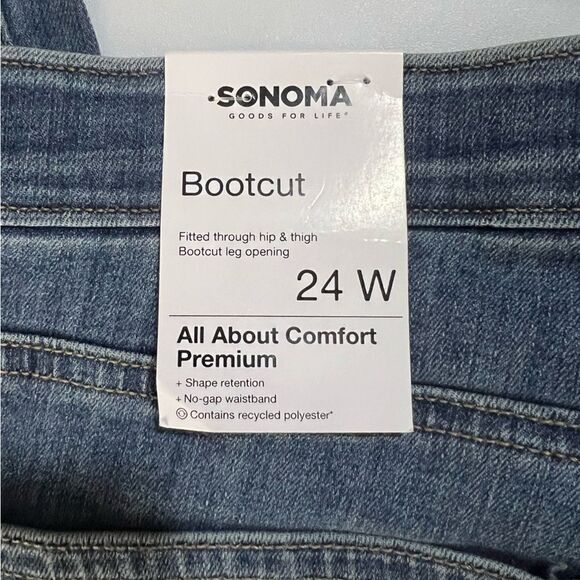 SONOMA
GOODS FOR LIFE®
Bootcut
Fitted through hip & thigh
Bootcut leg opening
24 W
All About Comfort
Premium
+ Shape retention
+ No-gap waistband
Contains recycled polyester*